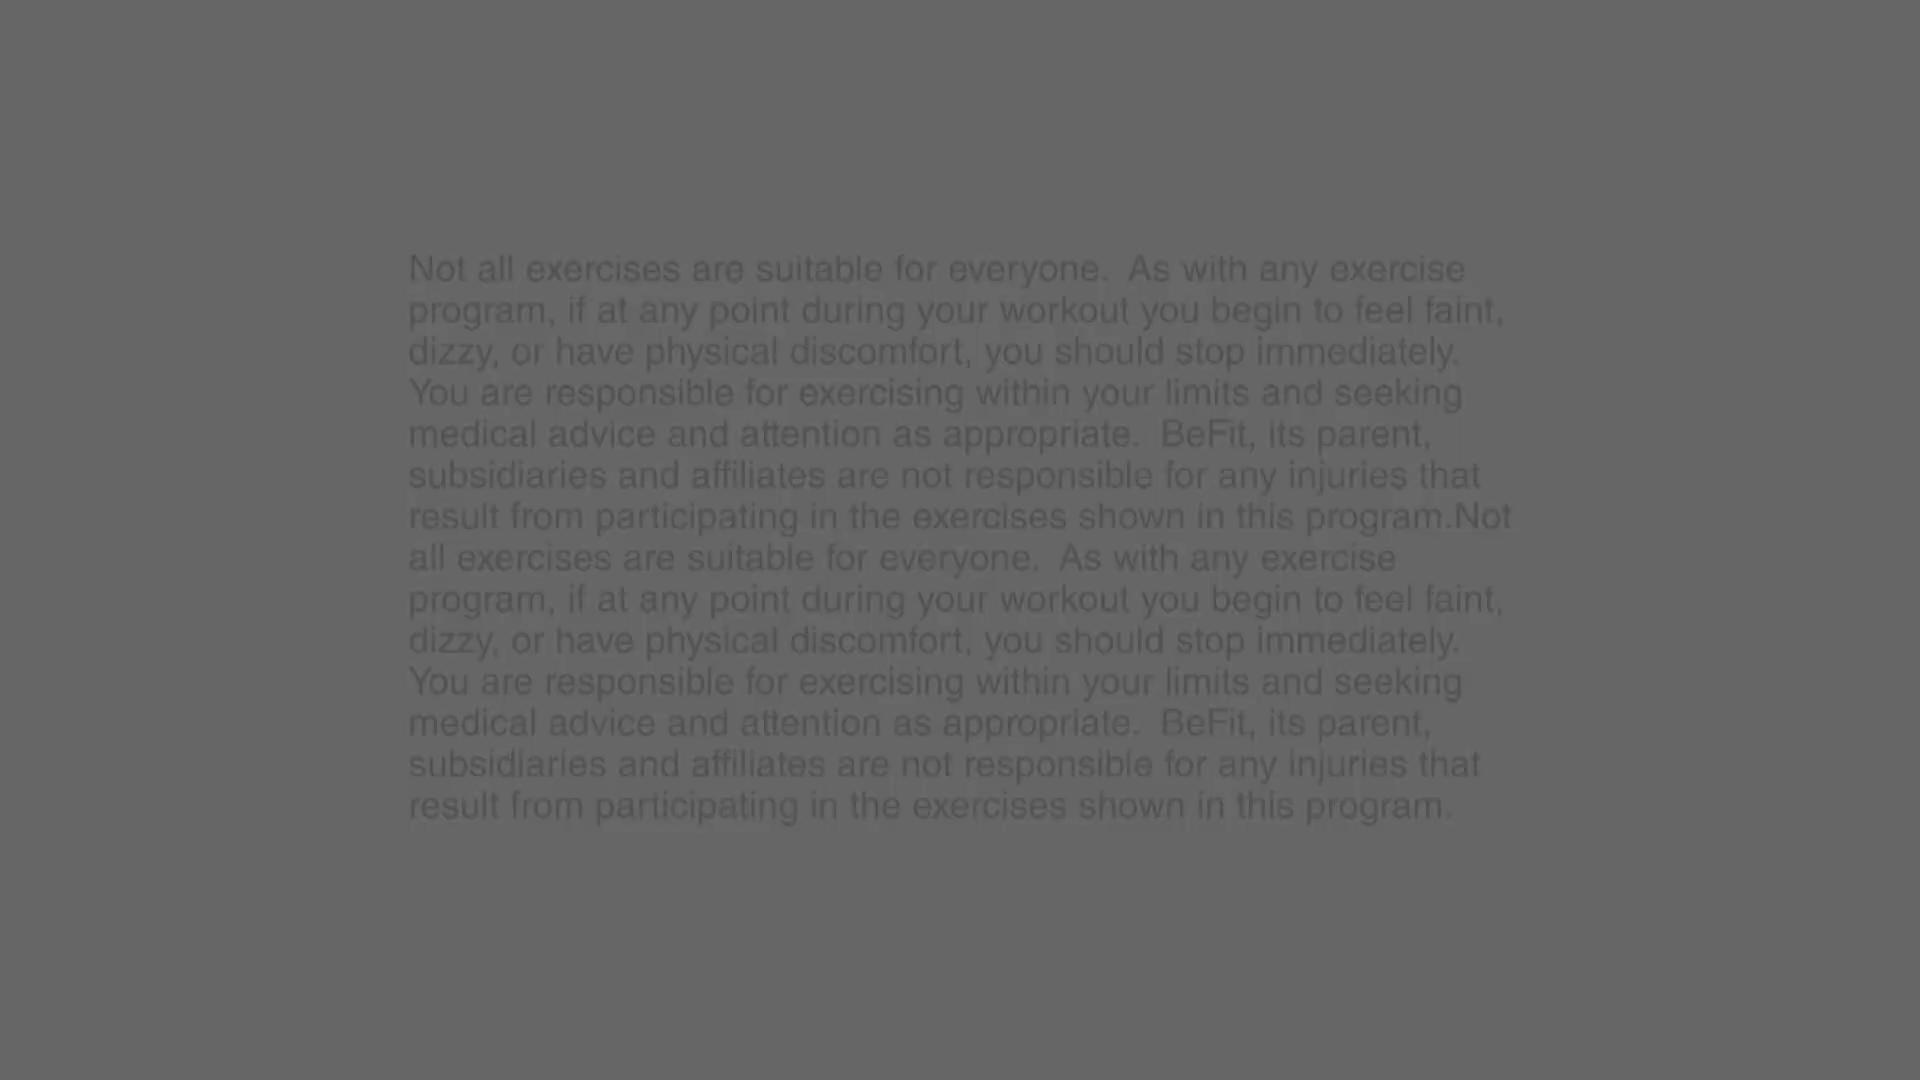 Not all exercises are suitable for everyone.  As with any exercise
program, if at any point during your workout you begin to feel faint,
dizzy, or have physical discomfort, you should stop immediately.
You are responsible for exercising within your limits and seeking
medical advice and attention as appropriate.  BeFit, its parent,
subsidiaries and affiliates are not responsible for any injuries that
result from participating in the exercises shown in this program.Not
all exercises are suitable for everyone.  As with any exercise
program, if at any point during your workout you begin to feel faint,
dizzy, or have physical discomfort, you should stop immediately.
You are responsible for exercising within your limits and seeking
medical advice and attention as appropriate.  BeFit, its parent,
subsidiaries and affiliates are not responsible for any injuries that
result from participating in the exercises shown in this program.